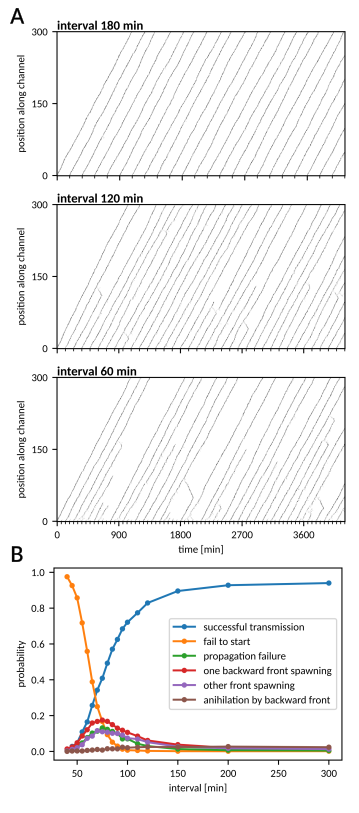 A
interval 180 min
300
150
0
position along channel
interval 120 min
300
150
0
position along channel
interval 60 min
300
150
0
position along channel
0 900 1800 2700 3600
time [min]
B
1.0
0.8
0.6
0.4
0.2
0.0
probability
successful transmission
fail to start
propagation failure
one backward front spawning
other front spawning
anihilation by backward front
50 100 150 200 250 300
interval [min]